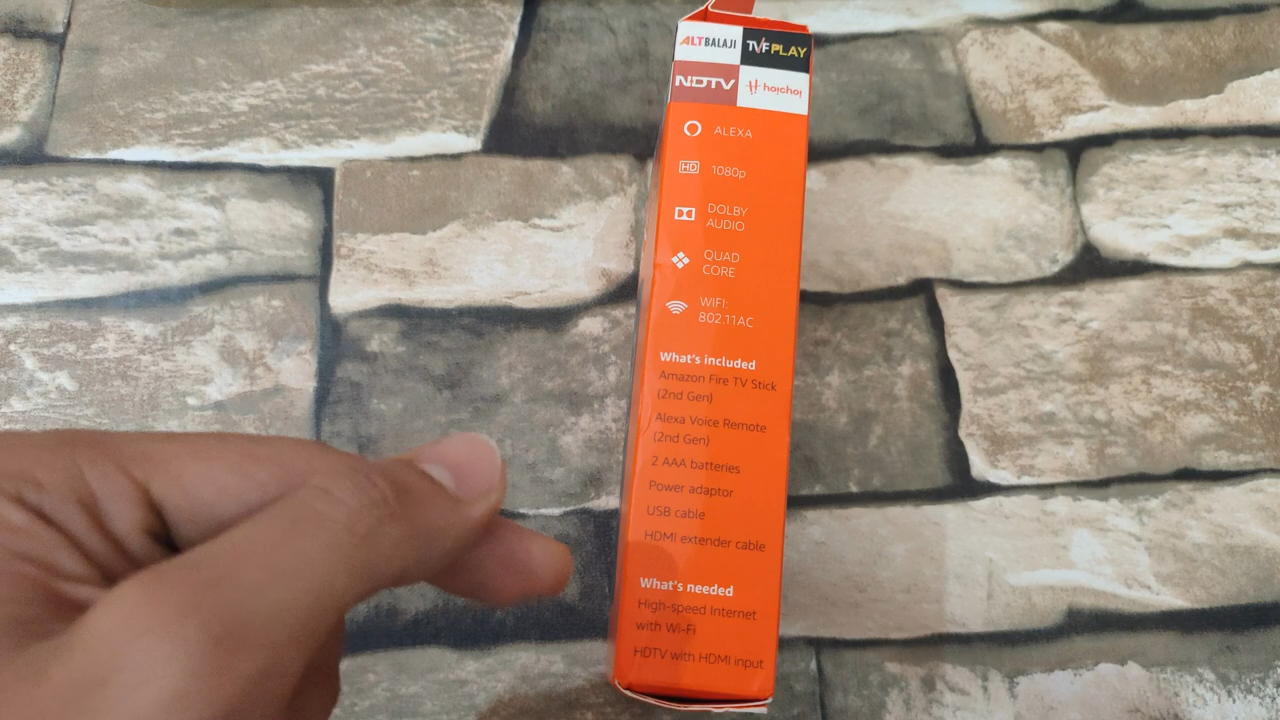 ALTBALAJI TVFPLAY
NDTV hoichoi
ALEXA
HD 1080p
DOLBY
AUDIO
QUAD
CORE
WIFI:
802.11AC
What's included
Amazon Fire TV Stick
(2nd Gen)
Alexa Voice Remote
(2nd Gen)
2 AAA batteries
Power adaptor
USB cable
HDMI extender cable
What's needed
High-speed Internet
with Wi-Fi
HDTV with HDMI input